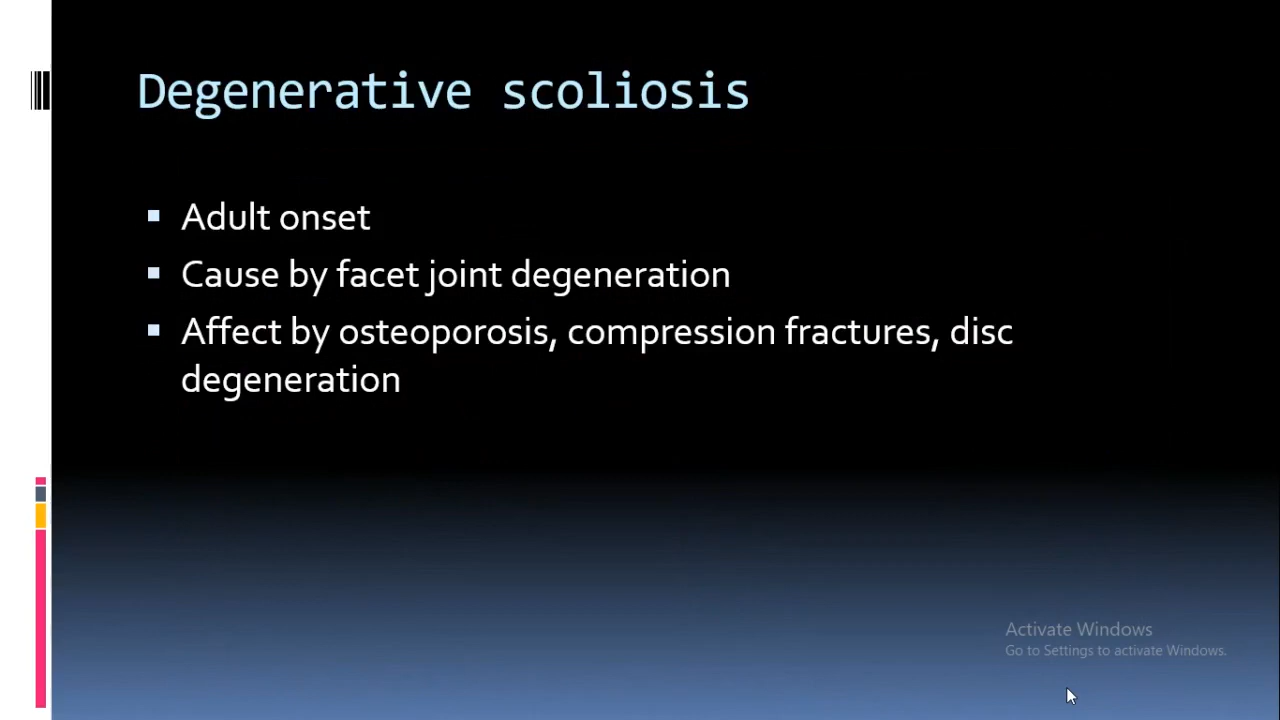 Degenerative scoliosis
▪ Adult onset
▪ Cause by facet joint degeneration
▪ Affect by osteoporosis, compression fractures, disc
degeneration
Activate Windows
Go to Settings to activate Windows.